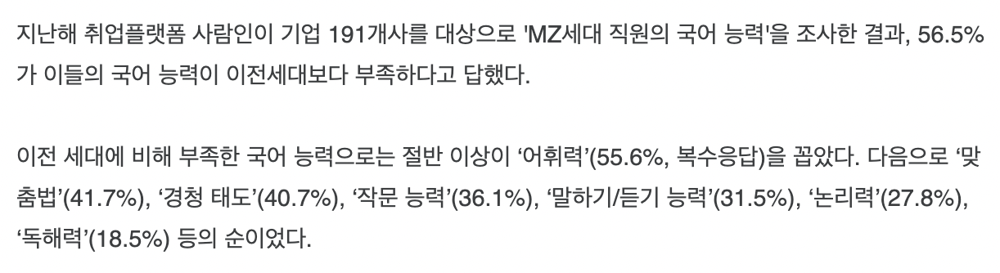 지난해 취업플랫폼 사람인이 기업 191개사를 대상으로 'MZ세대 직원의 국어 능력'을 조사한 결과, 56.5%
가 이들의 국어 능력이 이전세대보다 부족하다고 답했다.
이전 세대에 비해 부족한 국어 능력으로는 절반 이상이 ‘어휘력’(55.6%, 복수응답)을 꼽았다. 다음으로 ‘맞
춤법’(41.7%), ‘경청 태도’(40.7%), ‘작문 능력’(36.1%), ‘말하기/듣기 능력’(31.5%), ‘논리력’(27.8%),
‘독해력’(18.5%) 등의 순이었다.